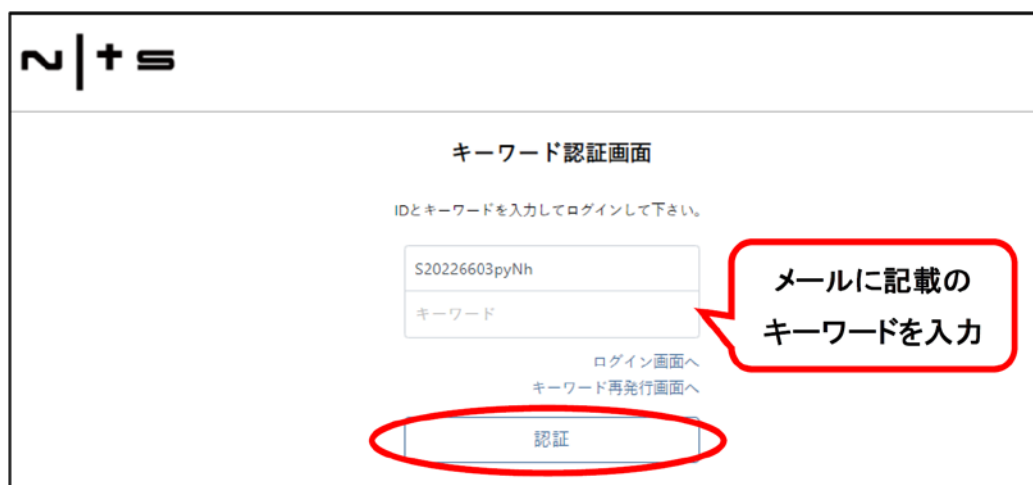 N|ts
キーワード認証画面
IDとキーワードを入力してログインして下さい。
S20226603pyNh
キーワード
メールに記載の
キーワードを入力
ログイン画面へ
キーワード再発行画面へ
認証